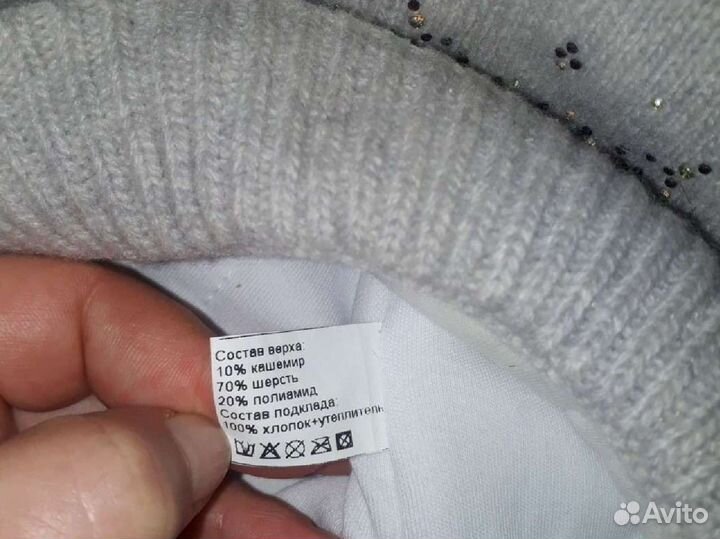 Состав верха:
10% кашемир
70% шерсть
20% полиамид
Состав подклада:
100% хлопок+утеплитель
Avito